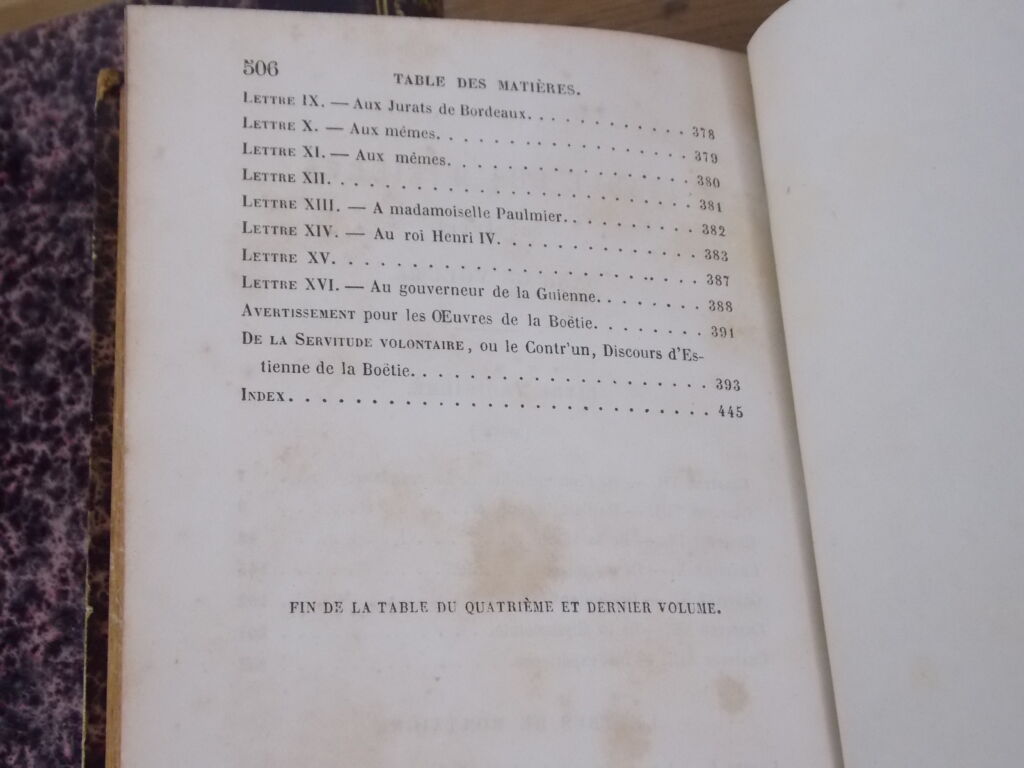 506
TABLE DES MATIÈRES.
LETTRE IX. — Aux Jurats de Bordeaux. . . . . . . . . . . . . 378
LETTRE X. — Aux mêmes. . . . . . . . . . . . . . . . . . . 379
LETTRE XI. — Aux mêmes. . . . . . . . . . . . . . . . . . 380
LETTRE XII. . . . . . . . . . . . . . . . . . . . . . . . . . . 381
LETTRE XIII. — A madamoiselle Paulmier. . . . . . . . . . 382
LETTRE XIV. — Au roi Henri IV. . . . . . . . . . . . . . . 383
LETTRE XV. . . . . . . . . . . . . . . . . . . . . . . . . . . 387
LETTRE XVI. — Au gouverneur de la Guienne. . . . . . . . 388
AVERTISSEMENT pour les OEuvres de la Boëtie. . . . . . . . 391
DE LA SERVITUDE VOLONTAIRE, ou le Contr'un, Discours d'Es-
tienne de la Boëtie. . . . . . . . . . . . . . . . . . . . . 393
INDEX. . . . . . . . . . . . . . . . . . . . . . . . . . . . . 445
FIN DE LA TABLE DU QUATRIÈME ET DERNIER VOLUME.